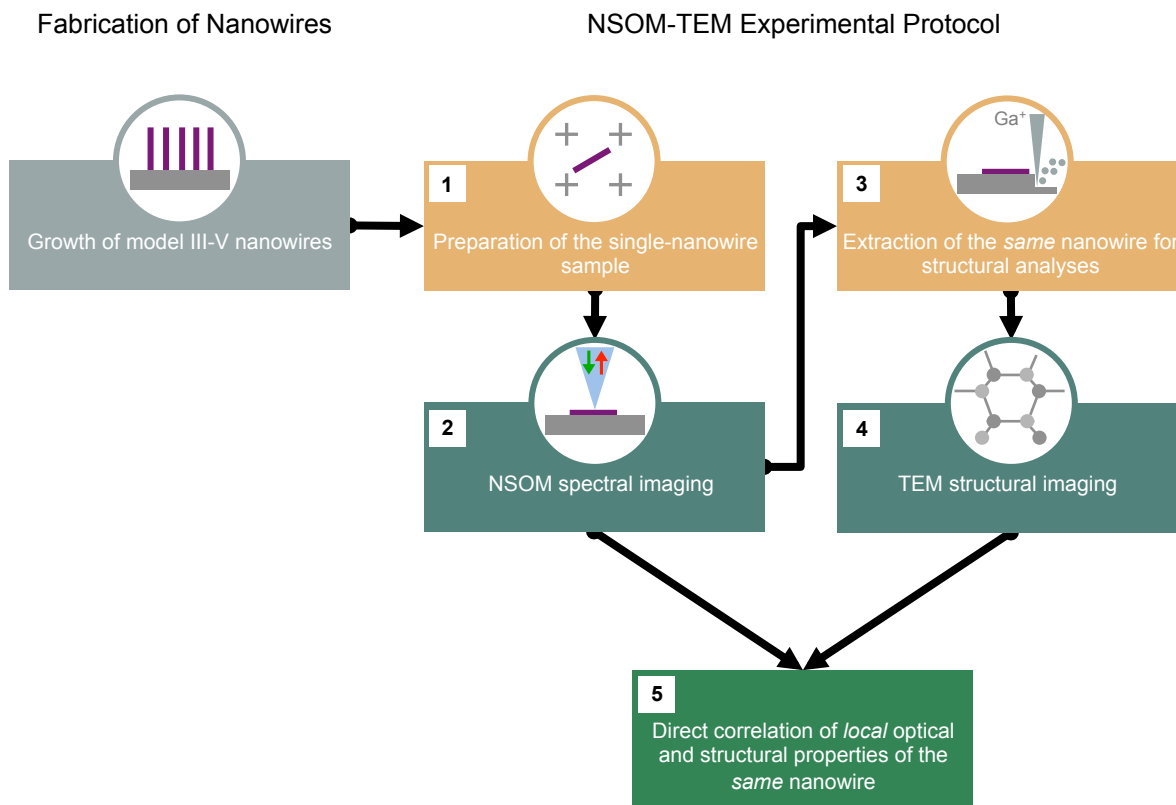 Fabrication of Nanowires
NSOM-TEM Experimental Protocol
Growth of model III-V nanowires
1
Preparation of the single-nanowire
sample
2
NSOM spectral imaging
Ga⁺
3
Extraction of the same nanowire for
structural analyses
4
TEM structural imaging
5
Direct correlation of local optical
and structural properties of the
same nanowire